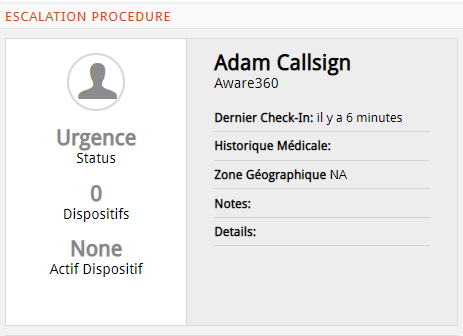 ESCALATION PROCEDURE
Urgence
Status
0
Dispositifs
None
Actif Dispositif
Adam Callsign
Aware360
Dernier Check-In: il y a 6 minutes
Historique Médicale:
Zone Géographique NA
Notes:
Details: